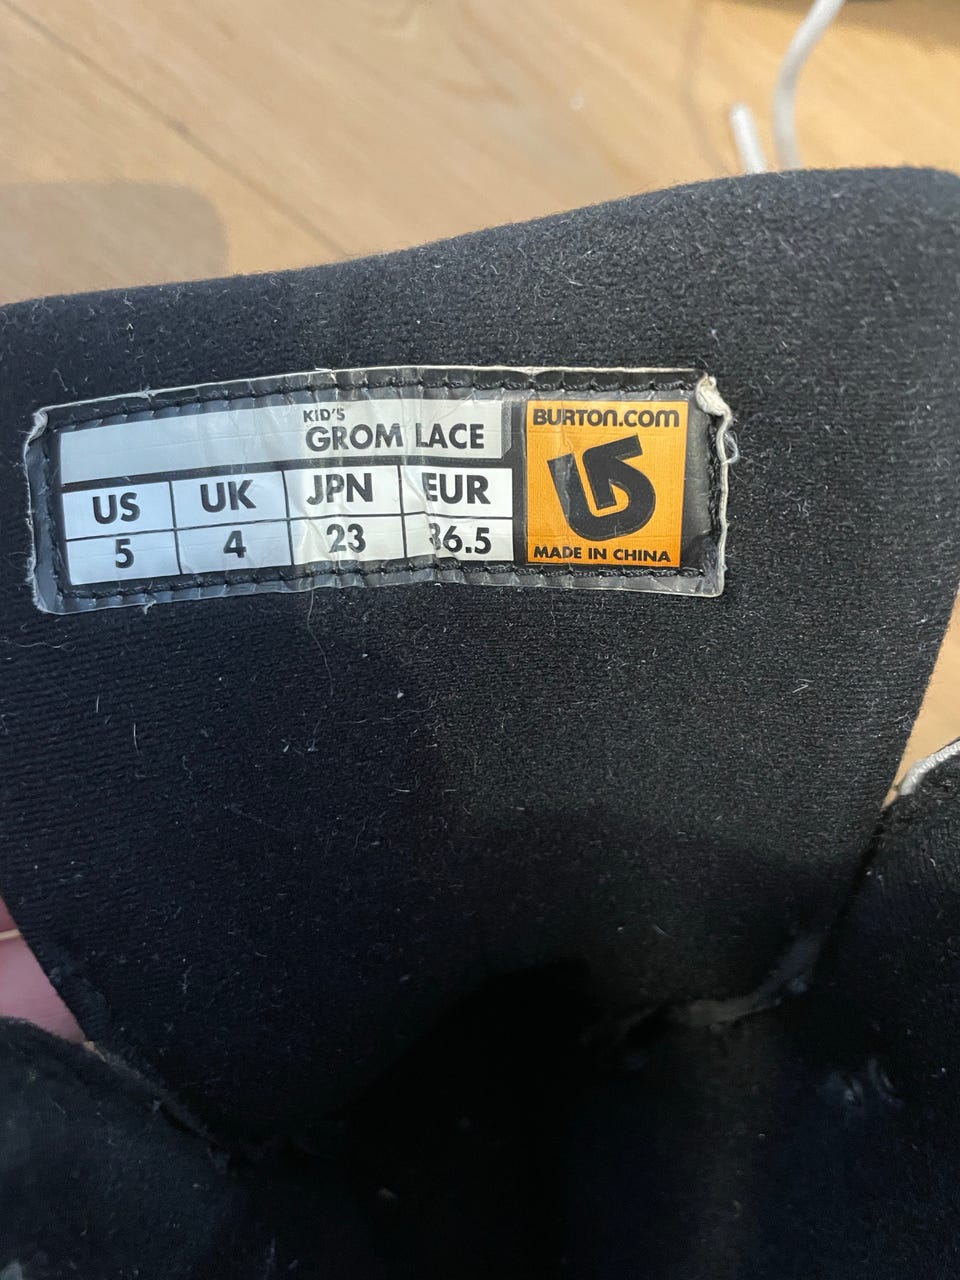 KID'S
GROM LACE
US UK JPN EUR
5 4 23 36.5
BURTON.COM
MADE IN CHINA